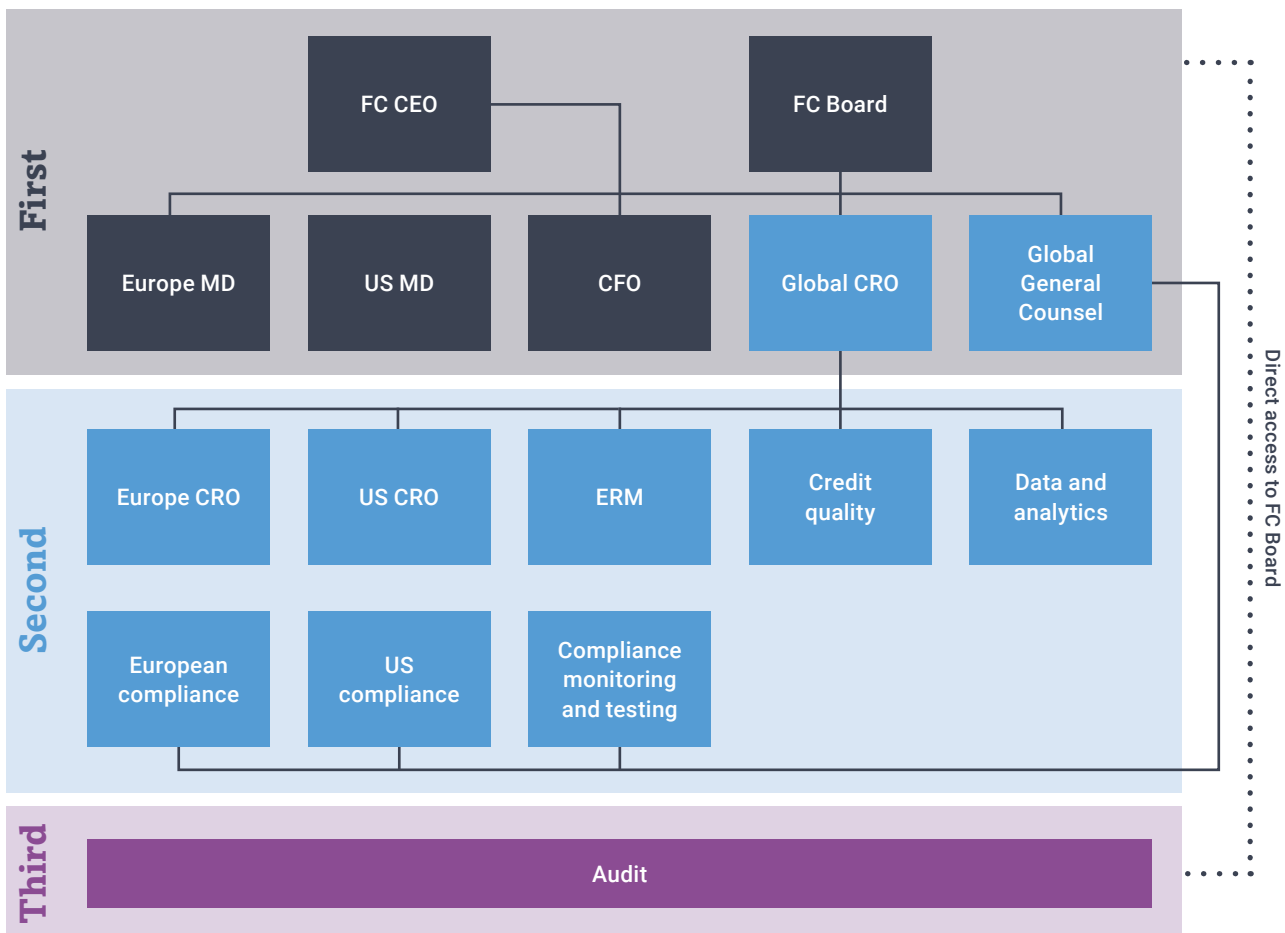 First
FC CEO
FC Board
Europe MD
US MD
CFO
Global CRO
Global
General
Counsel
Second
Europe CRO
US CRO
ERM
Credit
quality
Data and
analytics
European
compliance
US
compliance
Compliance
monitoring
and testing
Third
Audit
Direct access to FC Board